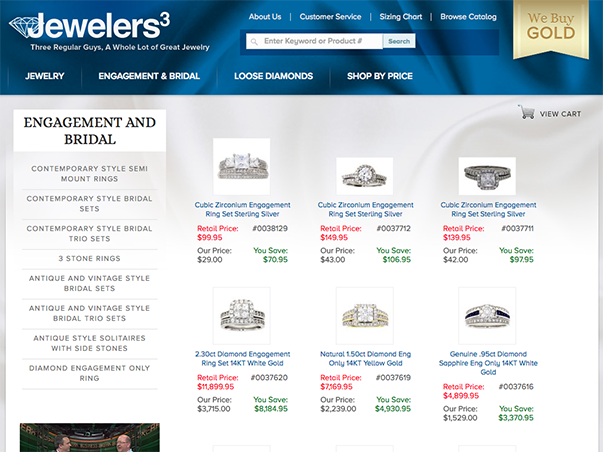 Jewelers3
Three Regular Guys, A Whole Lot of Great Jewelry
About Us | Customer Service | Sizing Chart | Browse Catalog
Enter Keyword or Product # Search
We Buy
GOLD
JEWELRY ENGAGEMENT & BRIDAL LOOSE DIAMONDS SHOP BY PRICE
VIEW CART
ENGAGEMENT AND
BRIDAL
CONTEMPORARY STYLE SEMI
MOUNT RINGS
CONTEMPORARY STYLE BRIDAL
SETS
CONTEMPORARY STYLE BRIDAL
TRIO SETS
3 STONE RINGS
ANTIQUE AND VINTAGE STYLE
BRIDAL SETS
ANTIQUE AND VINTAGE STYLE
BRIDAL TRIO SETS
ANTIQUE STYLE SOLITAIRES
WITH SIDE STONES
DIAMOND ENGAGEMENT ONLY
RING
Cubic Zirconium Engagement
Ring Set Sterling Silver
Retail Price: #0038129
$99.95
Our Price: You Save:
$29.00 $70.95
Cubic Zirconium Engagement
Ring Set Sterling Silver
Retail Price: #0037712
$149.95
Our Price: You Save:
$43.00 $106.95
Cubic Zirconium Engagement
Ring Set Sterling Silver
Retail Price: #0037711
$139.95
Our Price: You Save:
$42.00 $97.95
2.30ct Diamond Engagement
Ring Set 14KT White
Gold
Retail Price: #0037620
$11,899.95
Our Price: You Save:
$3,715.00 $8,184.95
Natural 1.50ct Diamond Eng
Only 14KT Yellow Gold
Retail Price: #0037619
$7,169.95
Our Price: You Save:
$2,239.00 $4,930.95
Genuine .95ct Diamond
Sapphire Eng Only 14KT White
Gold
Retail Price: #0037616
$4,899.95
Our Price: You Save:
$1,529.00 $3,370.95